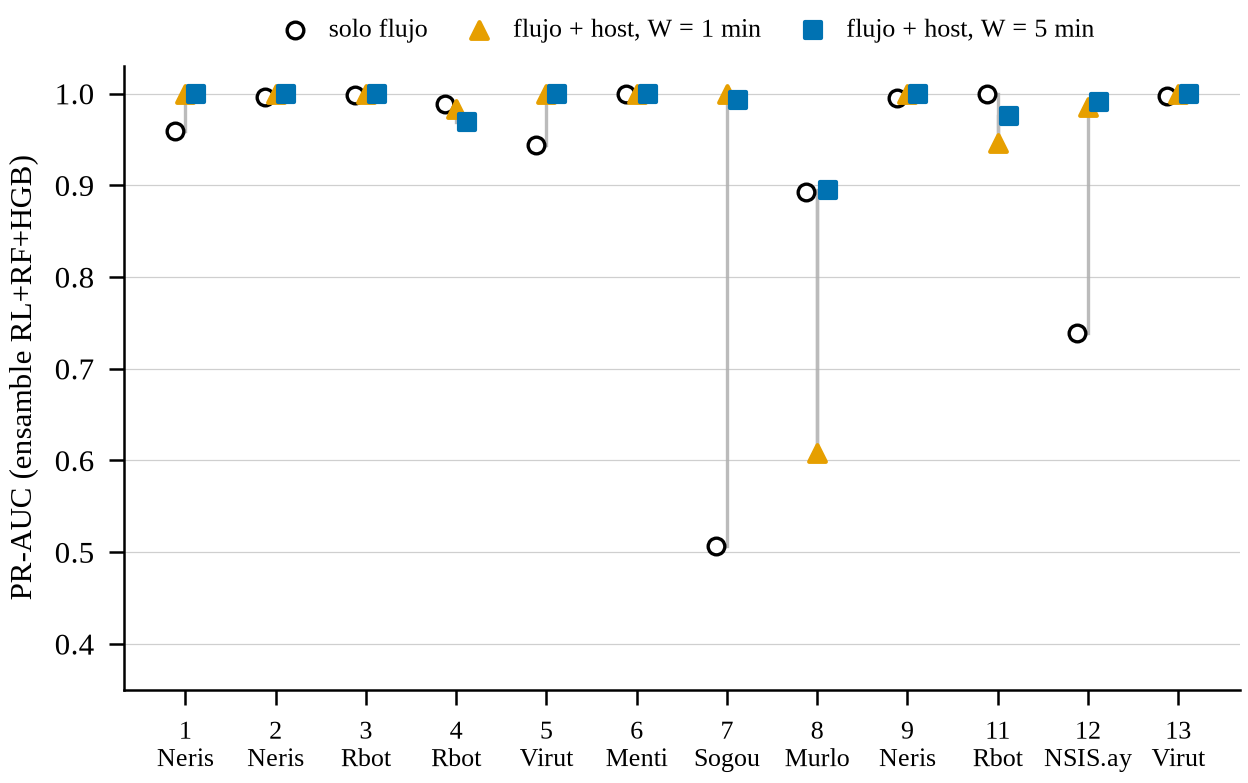 solo flujo   flujo + host, W = 1 min   flujo + host, W = 5 min
PR-AUC (ensamble RL+RF+HGB)
1.0
0.9
0.8
0.7
0.6
0.5
0.4
1 2 3 4 5 6 7 8 9 11 12 13
Neris Neris Rbot Rbot Virut Menti Sogou Murlo Neris Rbot NSIS.ay Virut